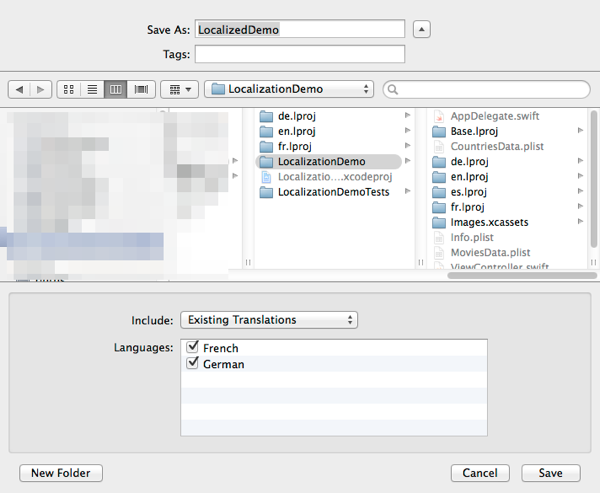 Save As: LocalizedDemo
Tags:
LocalizationDemo
de.lproj
en.lproj
fr.lproj
LocalizationDemo
Localizatio....xcodeproj
LocalizationDemoTests
AppDelegate.swift
Base.lproj
CountriesData.plist
de.lproj
en.lproj
es.lproj
fr.lproj
Images.xcassets
Info.plist
MoviesData.plist
ViewController.swift
Include: Existing Translations
Languages:
French
German
New Folder
Cancel
Save